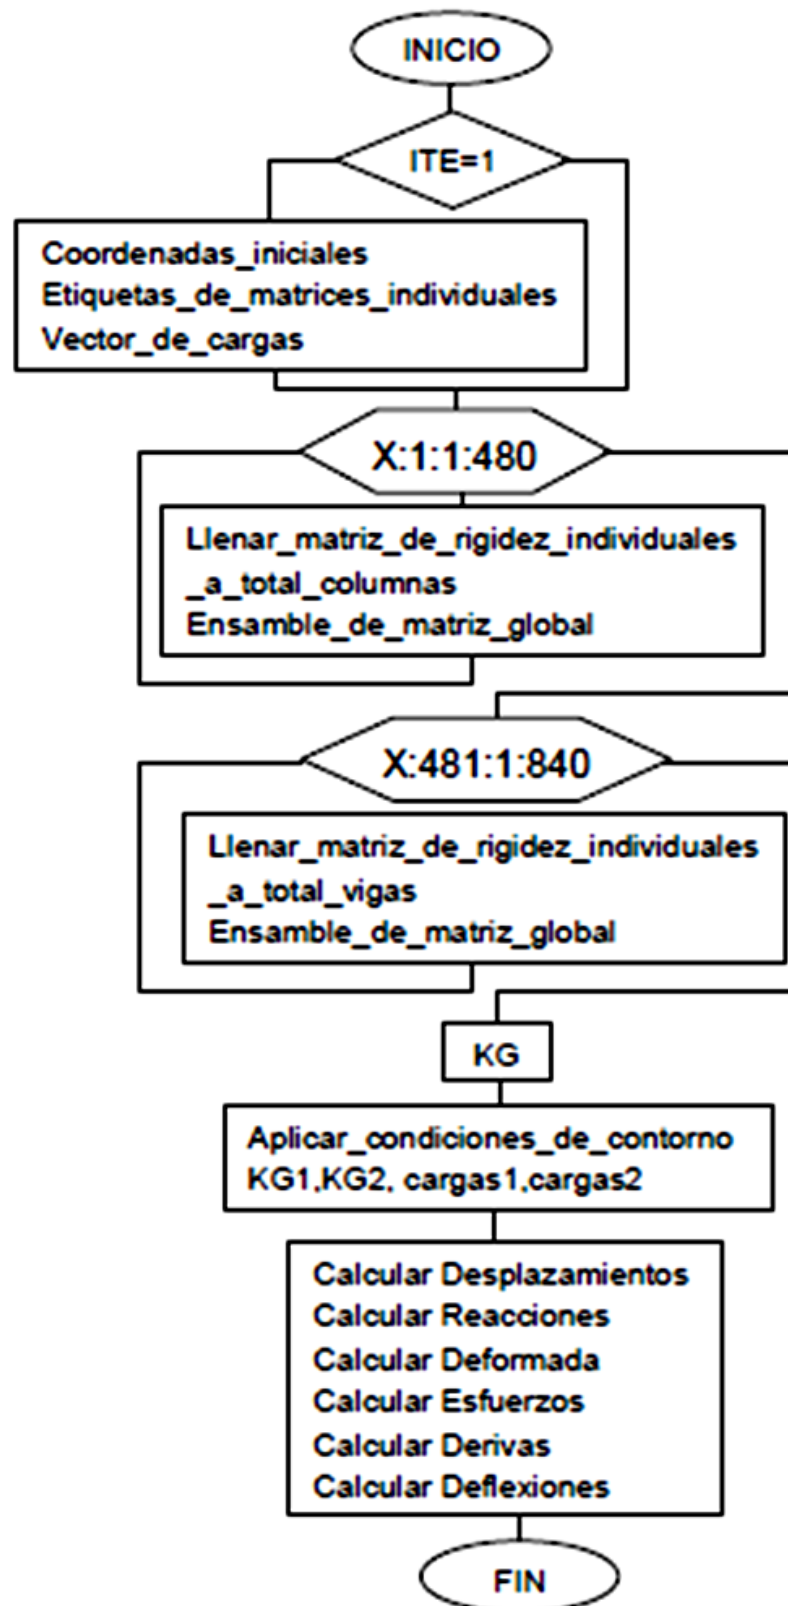 INICIO
ITE=1
Coordenadas_iniciales
Etiquetas_de_matrices_individuales
Vector_de_cargas
X:1:1:480
Llenar_matriz_de_rigidez_individuales
_a_total_columnas
Ensamble_de_matriz_global
X:481:1:840
Llenar_matriz_de_rigidez_individuales
_a_total_vigas
Ensamble_de_matriz_global
KG
Aplicar_condiciones_de_contorno
KG1,KG2, cargas1,cargas2
Calcular Desplazamientos
Calcular Reacciones
Calcular Deformada
Calcular Esfuerzos
Calcular Derivas
Calcular Deflexiones
FIN